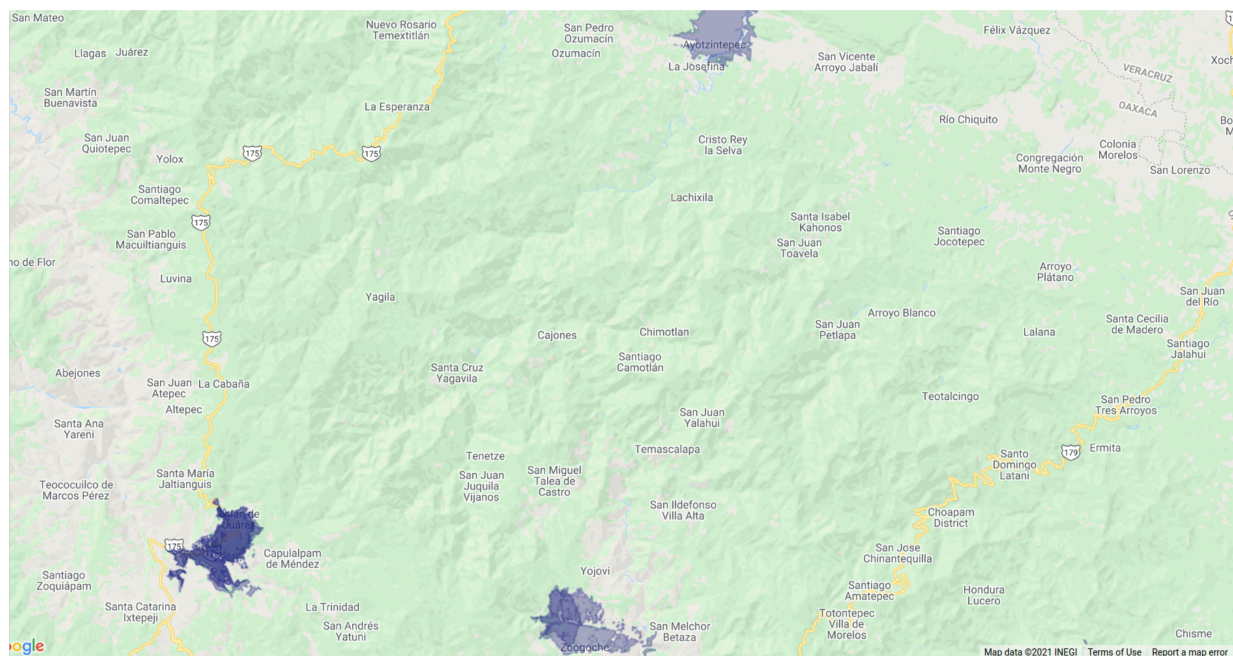 San Mateo
Nuevo Rosario
Temextitlán
San Pedro
Ozumacín
Ozumacín
Ayotzintepec
La Josefina
San Vicente
Arroyo Jabalí
Félix Vázquez
VERACRUZ
OAXACA
Llagas
Juárez
San Martín
Buenavista
La Esperanza
San Juan
Quiotepec
Yolox
175
175
Cristo Rey
la Selva
Río Chiquito
Congregación
Monte Negro
Colonia
Morelos
San Lorenzo
Santiago
Comaltepec
175
Lachixila
Santa Isabel
Kahonos
San Juan
Toavela
Santiago
Jocotepec
San Pablo
Macuiltianguis
no de Flor
Luvina
Yagila
Arroyo
Plátano
San Juan
del Río
Arroyo Blanco
Cajones
Chimotlan
San Juan
Petlapa
Lalana
Santa Cecilia
de Madero
175
Santiago
Jalahui
Santiago
Camotlán
Santa Cruz
Yagavila
Abejones
San Juan
Atepec
La Cabaña
Altepec
Teotalcingo
San Pedro
Tres Arroyos
Santa Ana
Yareni
San Juan
Yalahui
Temascalapa
179
Ermita
Tenetze
Santo
Domingo
Latani
Santa María
Jaltianguis
San Juan
Juquila
Vijanos
San Miguel
Talea de
Castro
Teococuilco de
Marcos Pérez
San Ildefonso
Villa Alta
Choapam
District
de
Juárez
175
Capulalpam
de Méndez
San Jose
Chinantequilla
Yojovi
Santiago
Zoquiápam
Santiago
Amatepec
Hondura
Lucero
Santa Catarina
Ixtepeji
La Trinidad
San Andrés
Yatuni
Zoogocho
San Melchor
Betaza
Totontepec
Villa de
Morelos
Chisme
ogle
Map data ©2021 INEGI
Terms of Use
Report a map error